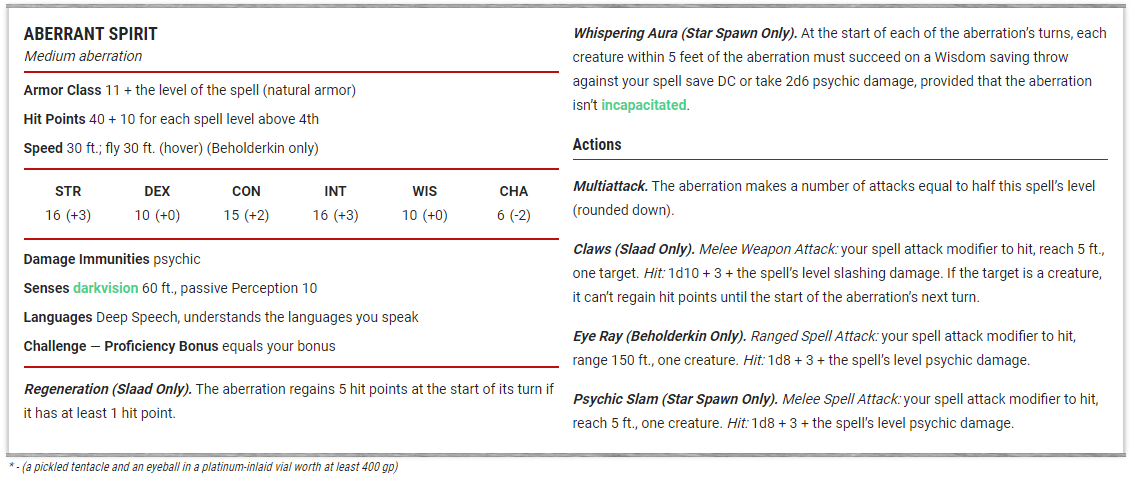 ABERRANT SPIRIT
Medium aberration
Armor Class 11 + the level of the spell (natural armor)
Hit Points 40 + 10 for each spell level above 4th
Speed 30 ft.; fly 30 ft. (hover) (Beholderkin only)
STR DEX CON INT WIS CHA
16 (+3) 10 (+0) 15 (+2) 16 (+3) 10 (+0) 6 (-2)
Damage Immunities psychic
Senses darkvision 60 ft., passive Perception 10
Languages Deep Speech, understands the languages you speak
Challenge — Proficiency Bonus equals your bonus
Regeneration (Slaad Only). The aberration regains 5 hit points at the start of its turn if
it has at least 1 hit point.
Whispering Aura (Star Spawn Only). At the start of each of the aberration’s turns, each
creature within 5 feet of the aberration must succeed on a Wisdom saving throw
against your spell save DC or take 2d6 psychic damage, provided that the aberration
isn’t incapacitated.
Actions
Multiattack. The aberration makes a number of attacks equal to half this spell’s level
(rounded down).
Claws (Slaad Only). Melee Weapon Attack: your spell attack modifier to hit, reach 5 ft.,
one target. Hit: 1d10 + 3 + the spell’s level slashing damage. If the target is a creature,
it can’t regain hit points until the start of the aberration’s next turn.
Eye Ray (Beholderkin Only). Ranged Spell Attack: your spell attack modifier to hit,
range 150 ft., one creature. Hit: 1d8 + 3 + the spell’s level psychic damage.
Psychic Slam (Star Spawn Only). Melee Spell Attack: your spell attack modifier to hit,
reach 5 ft., one creature. Hit: 1d8 + 3 + the spell’s level psychic damage.
* - (a pickled tentacle and an eyeball in a platinum-inlaid vial worth at least 400 gp)